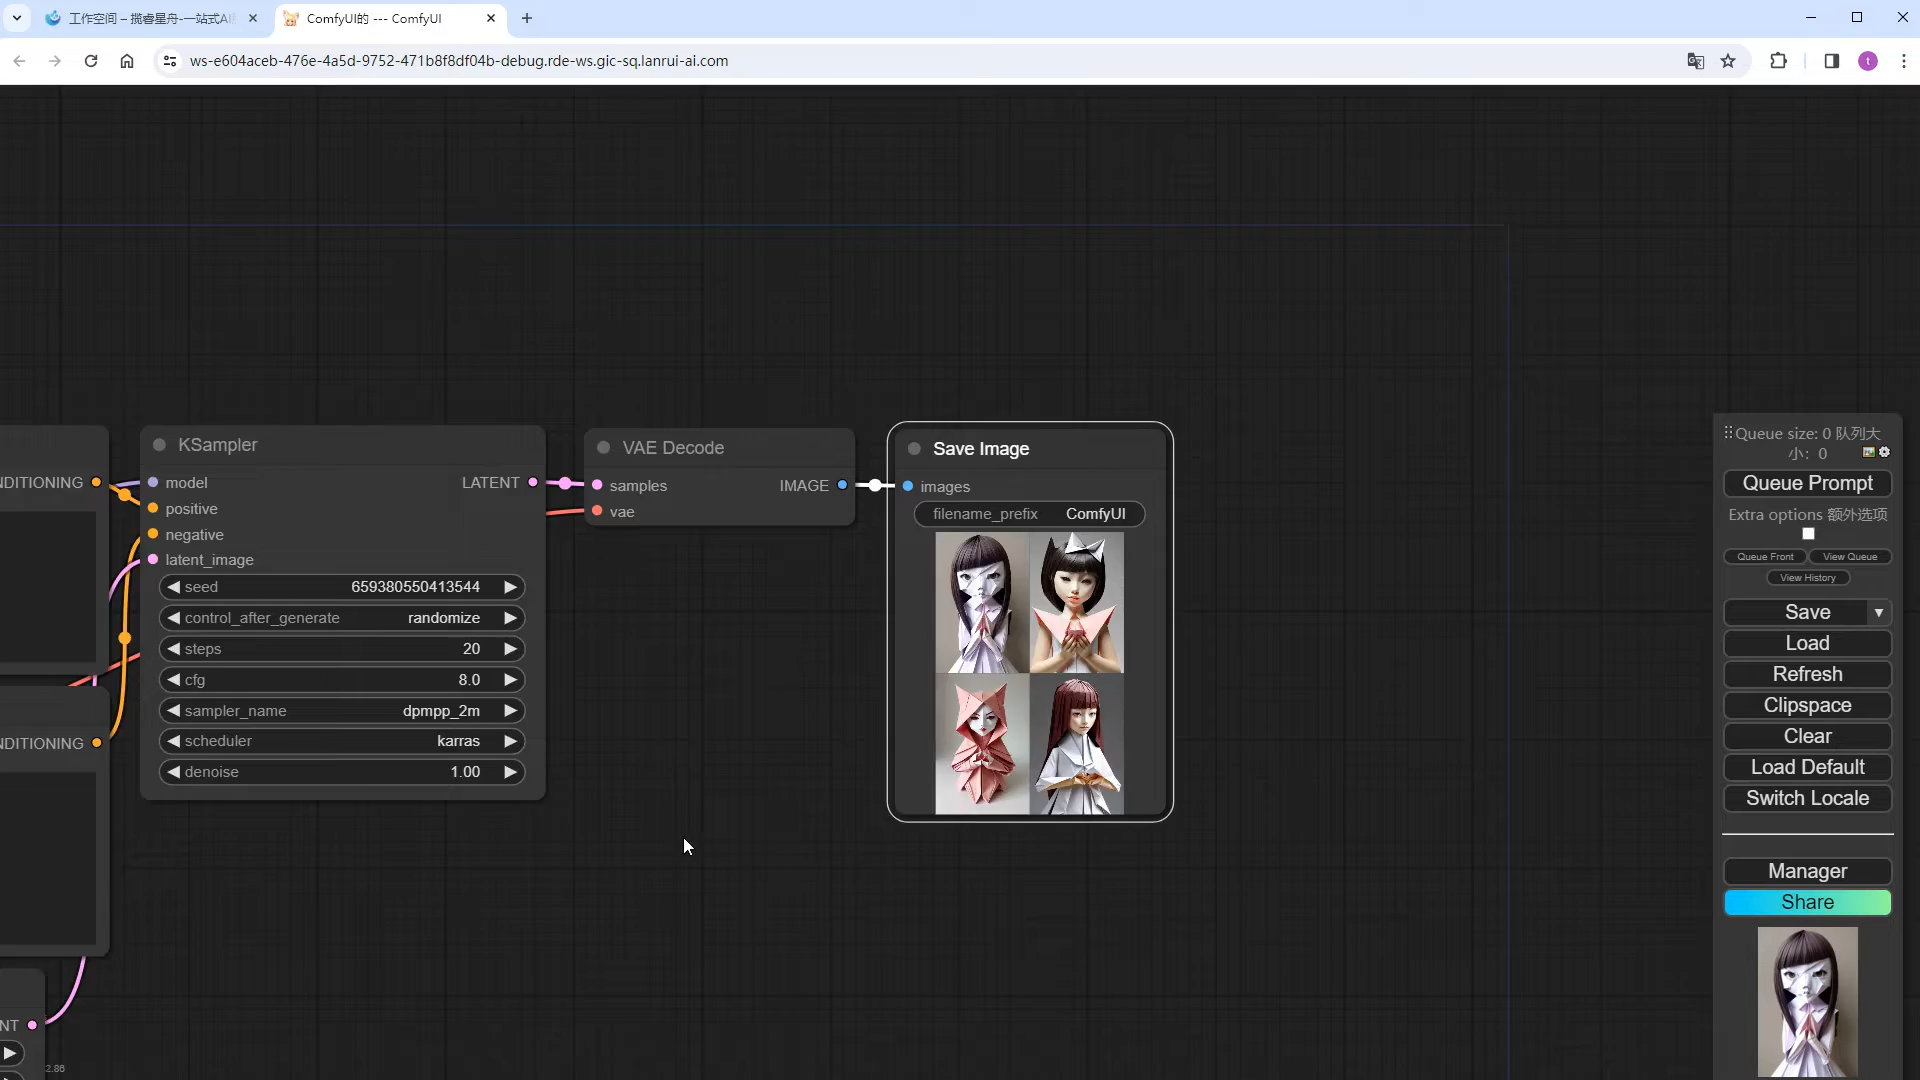 工作空间 – 揽睿星舟-一站式AI
ComfyUI的 --- ComfyUI
ws-e604aceb-476e-4a5d-9752-471b8f8df04b-debug.rde-ws.gic-sq.lanrui-ai.com
t
NDITIONING
NDITIONING
NT
2.86
KSampler
model
LATENT
positive
negative
latent_image
seed 659380550413544
control_after_generate randomize
steps 20
cfg 8.0
sampler_name dpmpp_2m
scheduler karras
denoise 1.00
VAE Decode
samples IMAGE
vae
Save Image
images
filename_prefix ComfyUI
Queue size: 0 队列大
小：0
Queue Prompt
Extra options 额外选项
Queue Front View Queue
View History
Save
Load
Refresh
Clipspace
Clear
Load Default
Switch Locale
Manager
Share